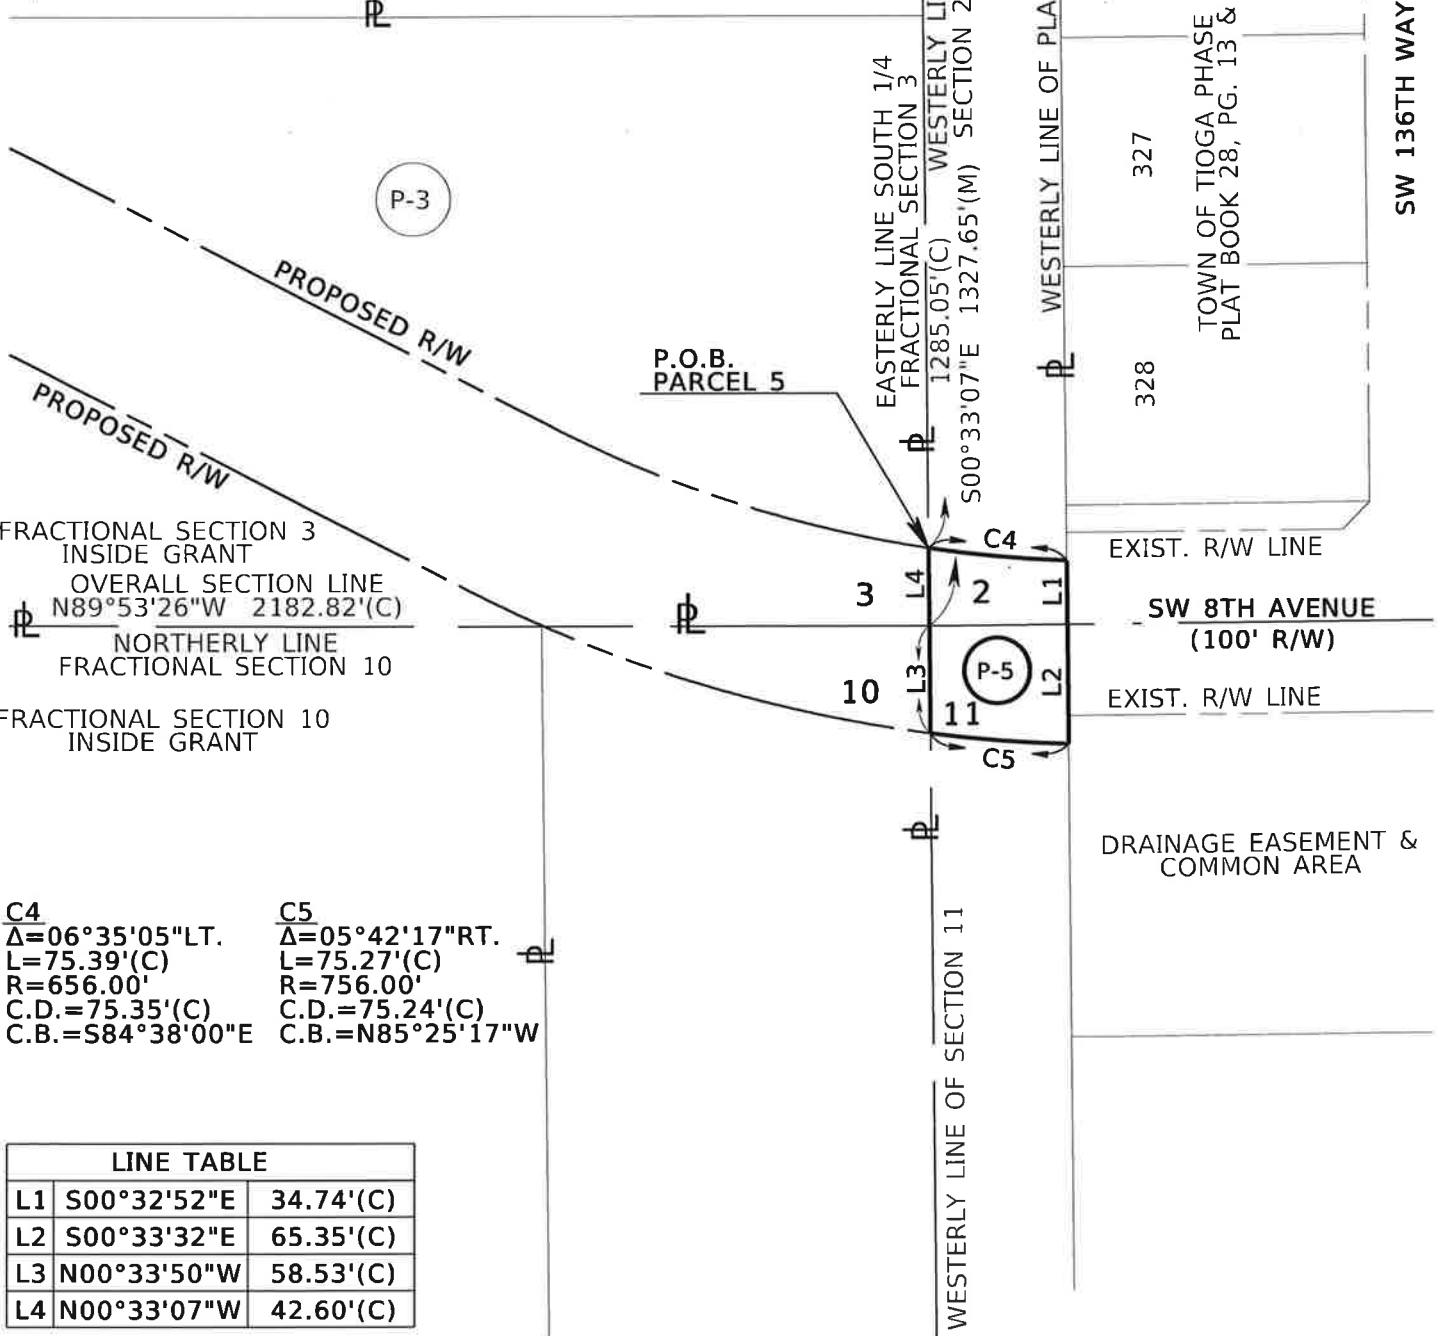 PL
P-3
PROPOSED R/W
PROPOSED R/W
EASTERLY LINE SOUTH 1/4
FRACTIONAL SECTION 3
1285.05'(C)
WESTERLY
S00°33'07"E 1327.65'(M) SECTION 2
WESTERLY LINE OF
327
328
TOWN OF TIOGA PHASE
PLAT BOOK 28, PG. 13 &
SW 136TH WAY
P.O.B.
PARCEL 5
PL
PL
FRACTIONAL SECTION 3
INSIDE GRANT
OVERALL SECTION LINE
N89°53'26"W 2182.82'(C)
PL
PL
NORTHERLY LINE
FRACTIONAL SECTION 10
FRACTIONAL SECTION 10
INSIDE GRANT
C4
3
L4
2
L1
10
L3
P-5
L2
11
C5
EXIST. R/W LINE
SW 8TH AVENUE
(100' R/W)
EXIST. R/W LINE
PL
DRAINAGE EASEMENT &
COMMON AREA
WESTERLY LINE OF SECTION 11
PL
C4
Δ=06°35'05"LT.
L=75.39'(C)
R=656.00'
C.D.=75.35'(C)
C.B.=S84°38'00"E
C5
Δ=05°42'17"RT.
L=75.27'(C)
R=756.00'
C.D.=75.24'(C)
C.B.=N85°25'17"W
LINE TABLE
L1 S00°32'52"E 34.74'(C)
L2 S00°33'32"E 65.35'(C)
L3 N00°33'50"W 58.53'(C)
L4 N00°33'07"W 42.60'(C)